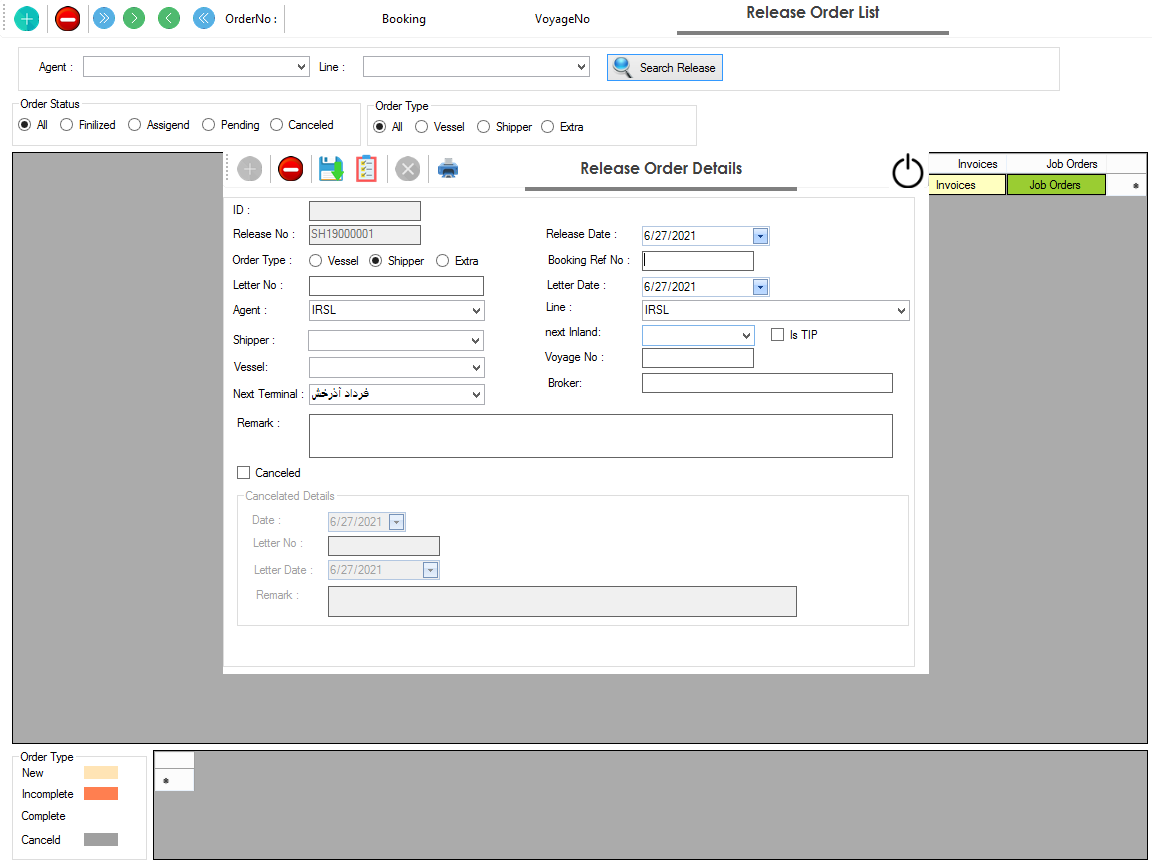 OrderNo : Booking VoyageNo Release Order List
Agent : Line : Search Release
Order Status
All Finilized Assigend Pending Canceled
Order Type
All Vessel Shipper Extra
Release Order Details
Invoices Job Orders
Invoices Job Orders
ID :
Release No : SH19000001 Release Date : 6/27/2021
Order Type : Vessel Shipper Extra Booking Ref No :
Letter No : Letter Date : 6/27/2021
Agent : IRSL Line : IRSL
Shipper : next Inland: Is TIP
Vessel: Voyage No :
Next Terminal : فرداد آذرخش Broker:
Remark :
Canceled
Cancelated Details
Date : 6/27/2021
Letter No :
Letter Date : 6/27/2021
Remark :
Order Type
New
Incomplete
Complete
Canceld